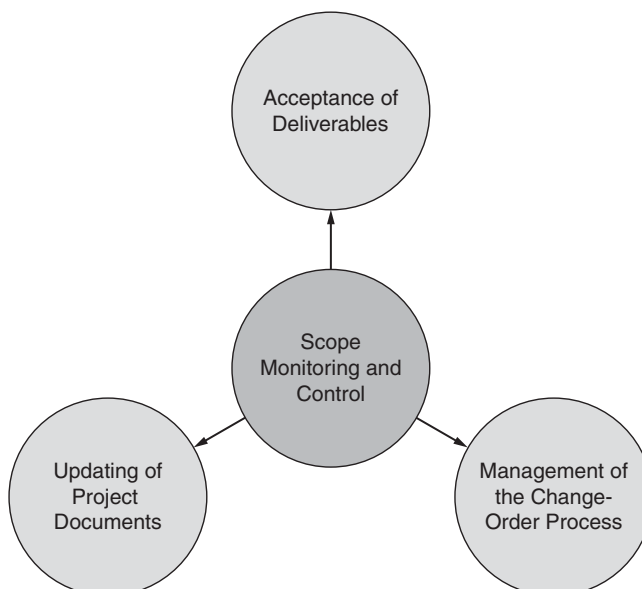 Acceptance of
Deliverables
Scope
Monitoring and
Control
Updating of
Project
Documents
Management of
the Change-
Order Process